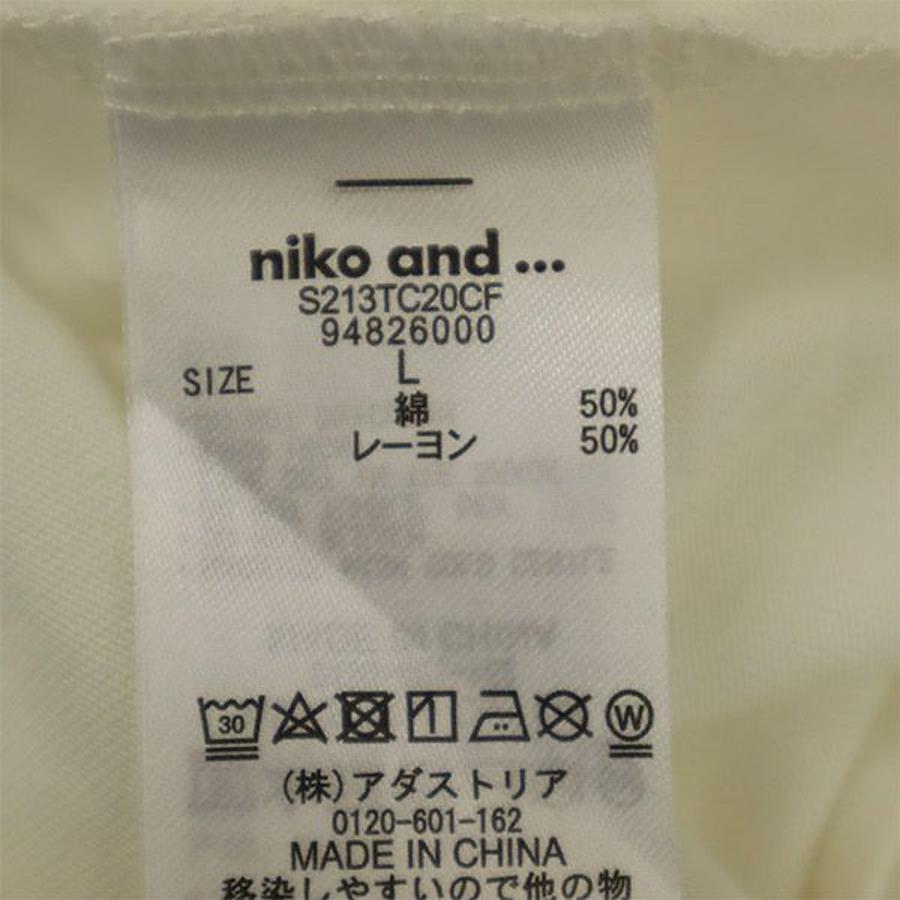 niko and ...
S213TC20CF
94826000
SIZE L
綿 50%
レーヨン 50%
30 W
(株)アダストリア
0120-601-162
MADE IN CHINA
移染しやすいので他の物